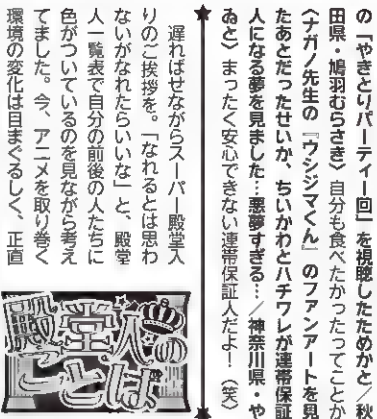 の「やきとりパーティー回」を視聴したためかと／秋
田県・鳩羽むらさき〉自分も食べたかったってことか
〈ナガノ先生の『ウシジマくん』のファンアートを見
たあとだったせいか、ちいかわとハチワレが連帯保証
人になる夢を見ました…悪夢すぎる…／神奈川県・や
ゐと〉まったく安心できない連帯保証人だよ！（笑）
遅ればせながらスーパー殿堂入
りのご挨拶を。「なれるとは思わ
ないがなれたらいいな」と、殿堂
人一覧表で自分の前後の人たちに
色がついているのを見ながら考え
てました。今、アニメを取り巻く
環境の変化は目まぐるしく、正直
殿堂人のことば